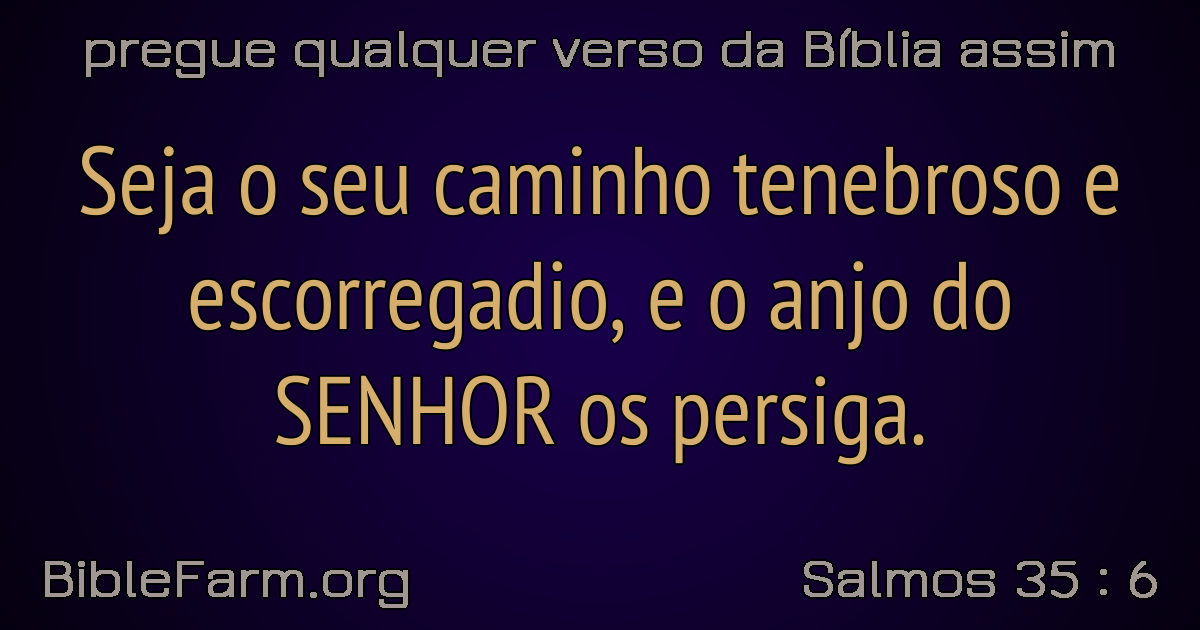 pregue qualquer verso da Bíblia assim
Seja o seu caminho tenebroso e
escorregadio, e o anjo do
SENHOR os persiga.
BibleFarm.org
Salmos 35 : 6